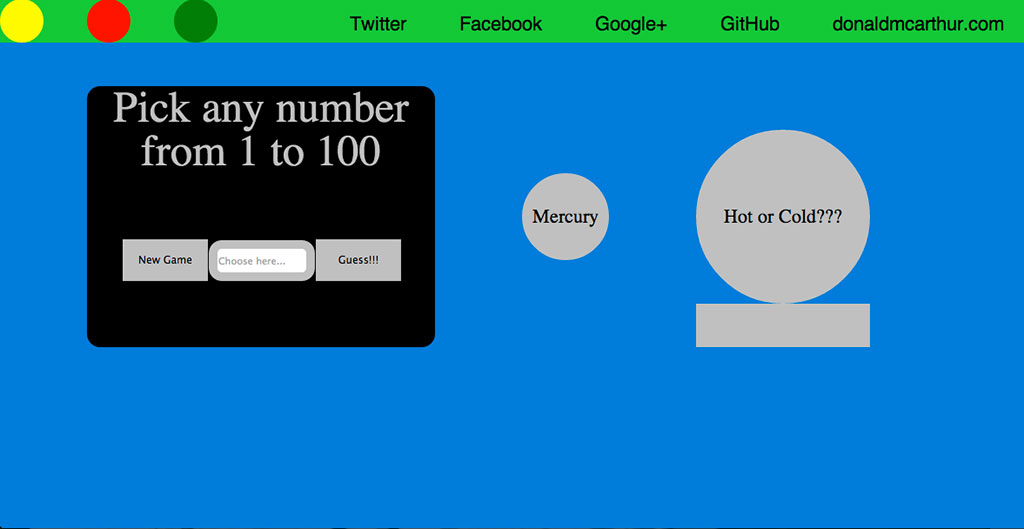 Twitter Facebook Google+ GitHub donaldmcarthur.com
Pick any number
from 1 to 100
New Game Choose here... Guess!!!
Mercury
Hot or Cold???